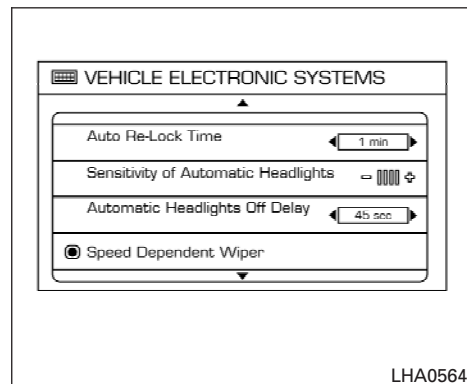 VEHICLE ELECTRONIC SYSTEMS
Auto Re-Lock Time 1 min
Sensitivity of Automatic Headlights - +
Automatic Headlights Off Delay 45 sec
Speed Dependent Wiper
LHA0564